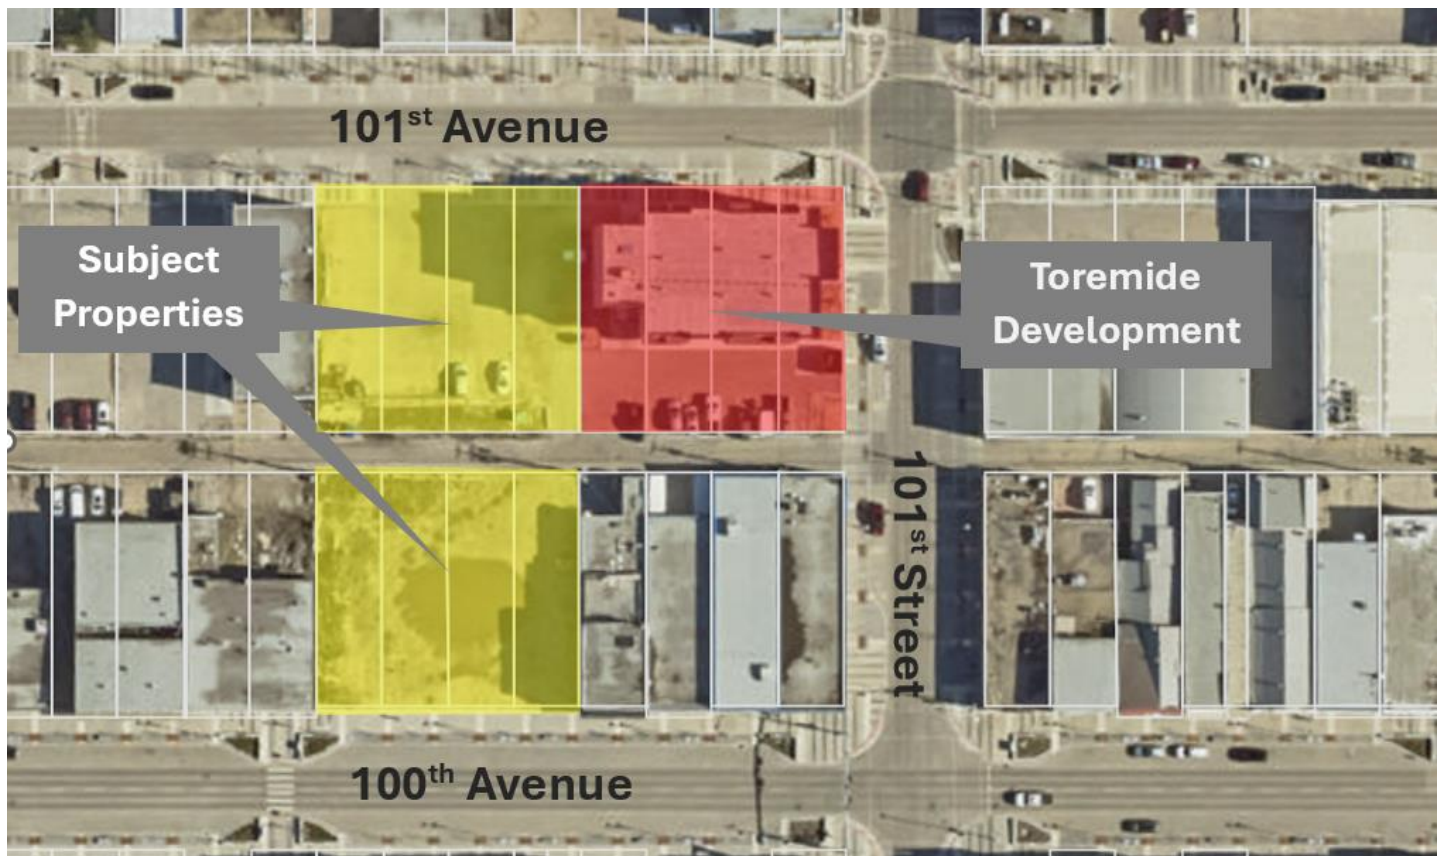 101st Avenue
Subject
Properties
Toremide
Development
101st Street
100th Avenue